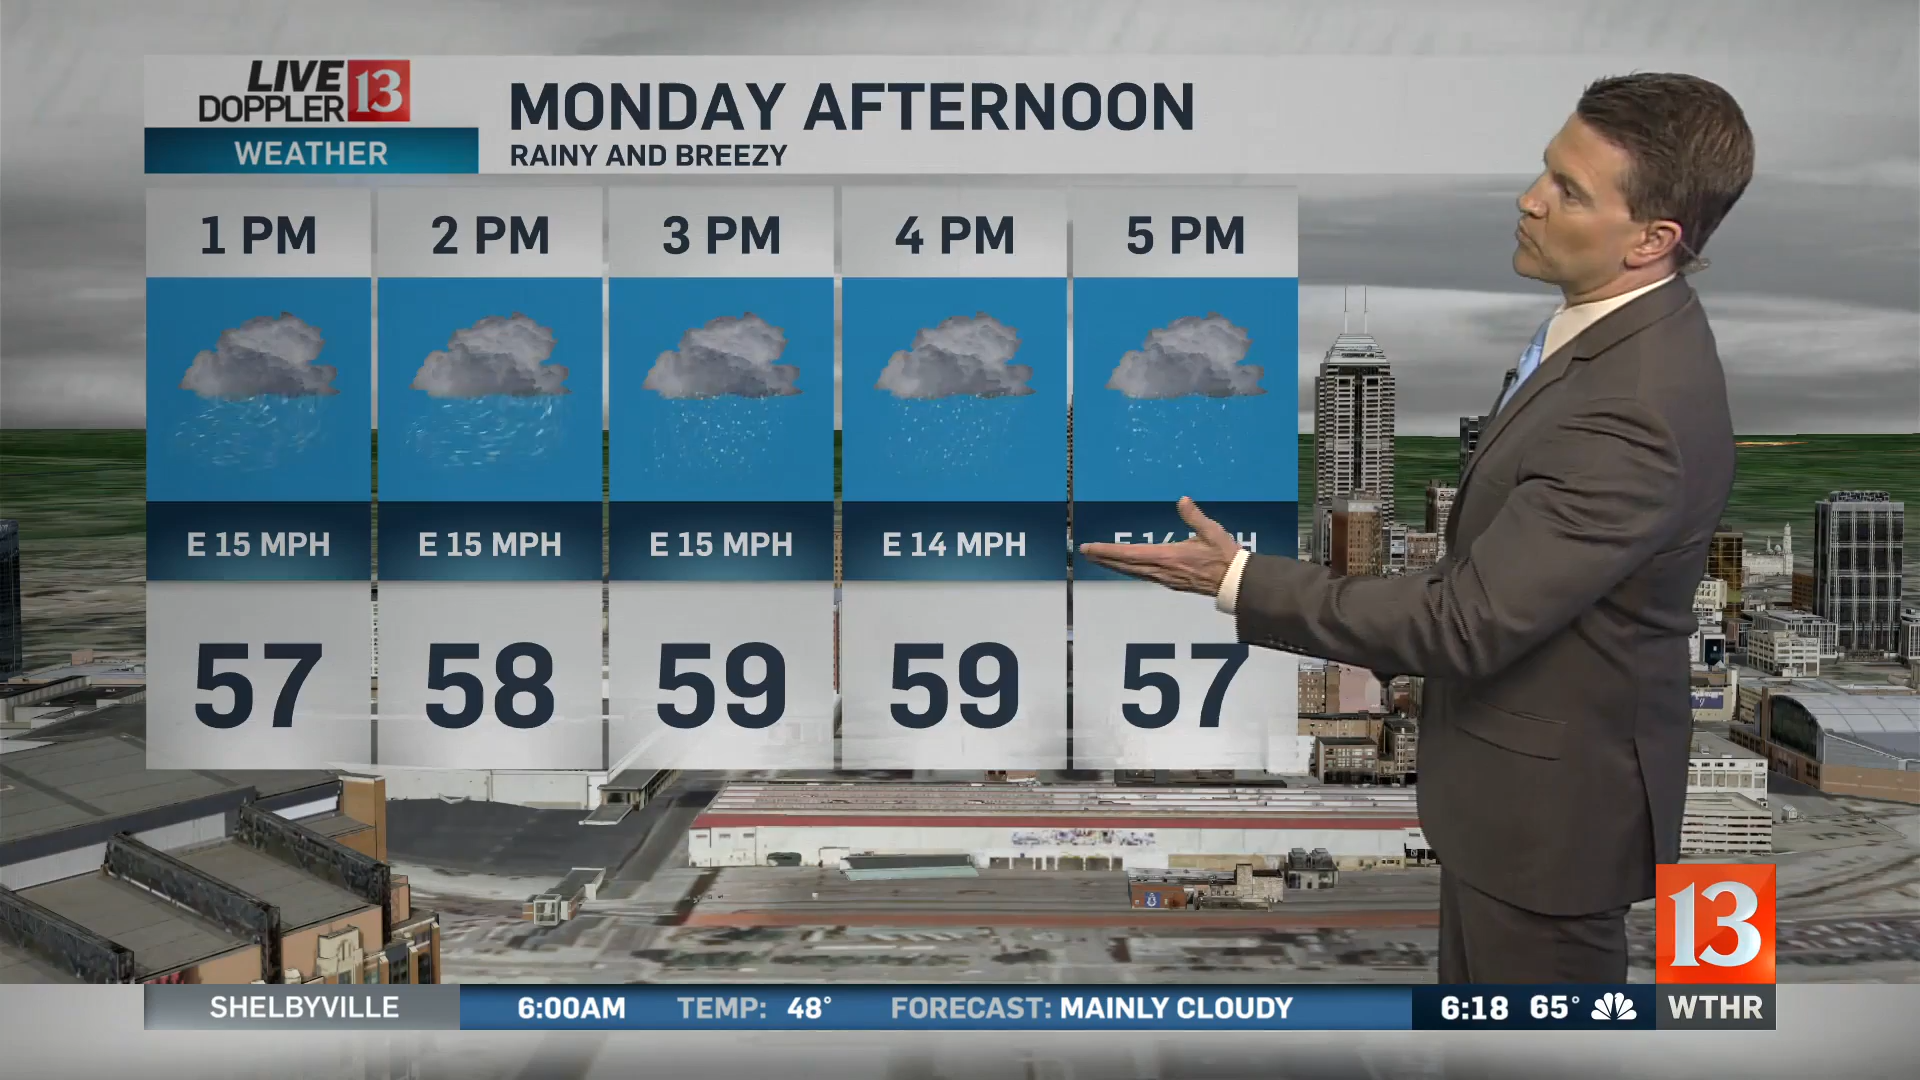 LIVE
DOPPLER 13
WEATHER
MONDAY AFTERNOON
RAINY AND BREEZY
1 PM 2 PM 3 PM 4 PM 5 PM
E 15 MPH E 15 MPH E 15 MPH E 14 MPH E 14 MPH
57 58 59 59 57
13
SHELBYVILLE 6:00AM TEMP: 48° FORECAST: MAINLY CLOUDY 6:18 65° WTHR